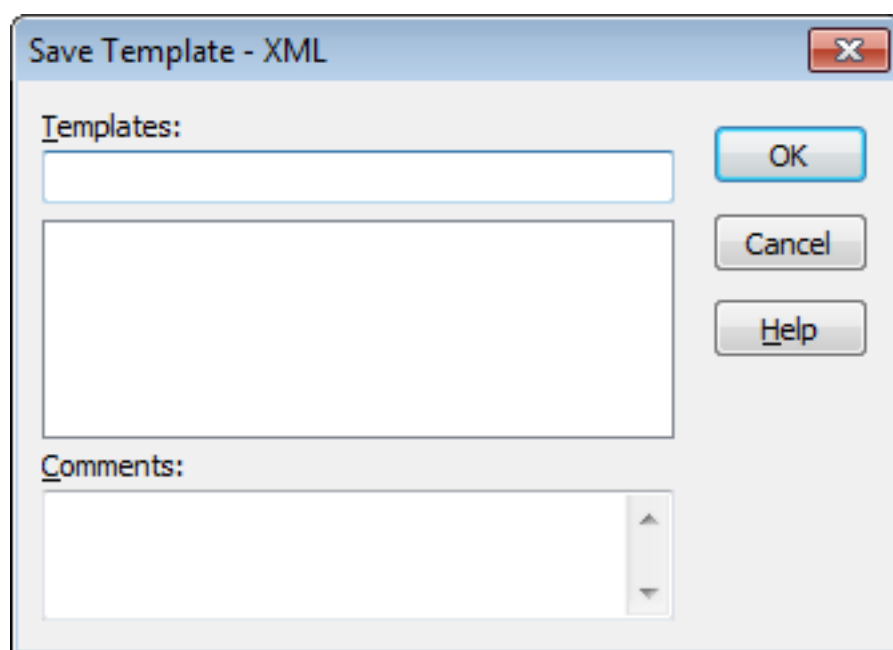 Save Template - XML
Templates:
OK
Cancel
Help
Comments: